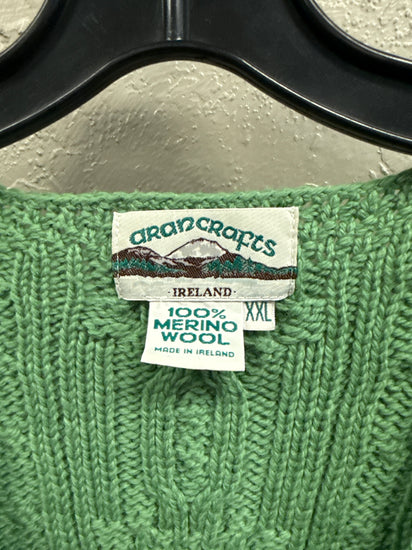 arancrafts
·IRELAND·
XXL
100%
MERINO
WOOL
MADE IN IRELAND